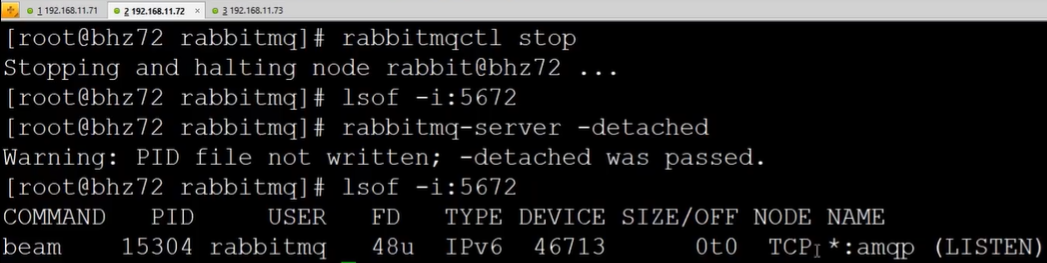 1 192.168.11.71 2 192.168.11.72 × 3 192.168.11.73
[root@bhz72 rabbitmq]# rabbitmqctl stop
Stopping and halting node rabbit@bhz72 ...
[root@bhz72 rabbitmq]# lsof -i:5672
[root@bhz72 rabbitmq]# rabbitmq-server -detached
Warning: PID file not written; -detached was passed.
[root@bhz72 rabbitmq]# lsof -i:5672
COMMAND PID USER FD TYPE DEVICE SIZE/OFF NODE NAME
beam 15304 rabbitmq 48u IPv6 46713 0t0 TCP *:amqp (LISTEN)